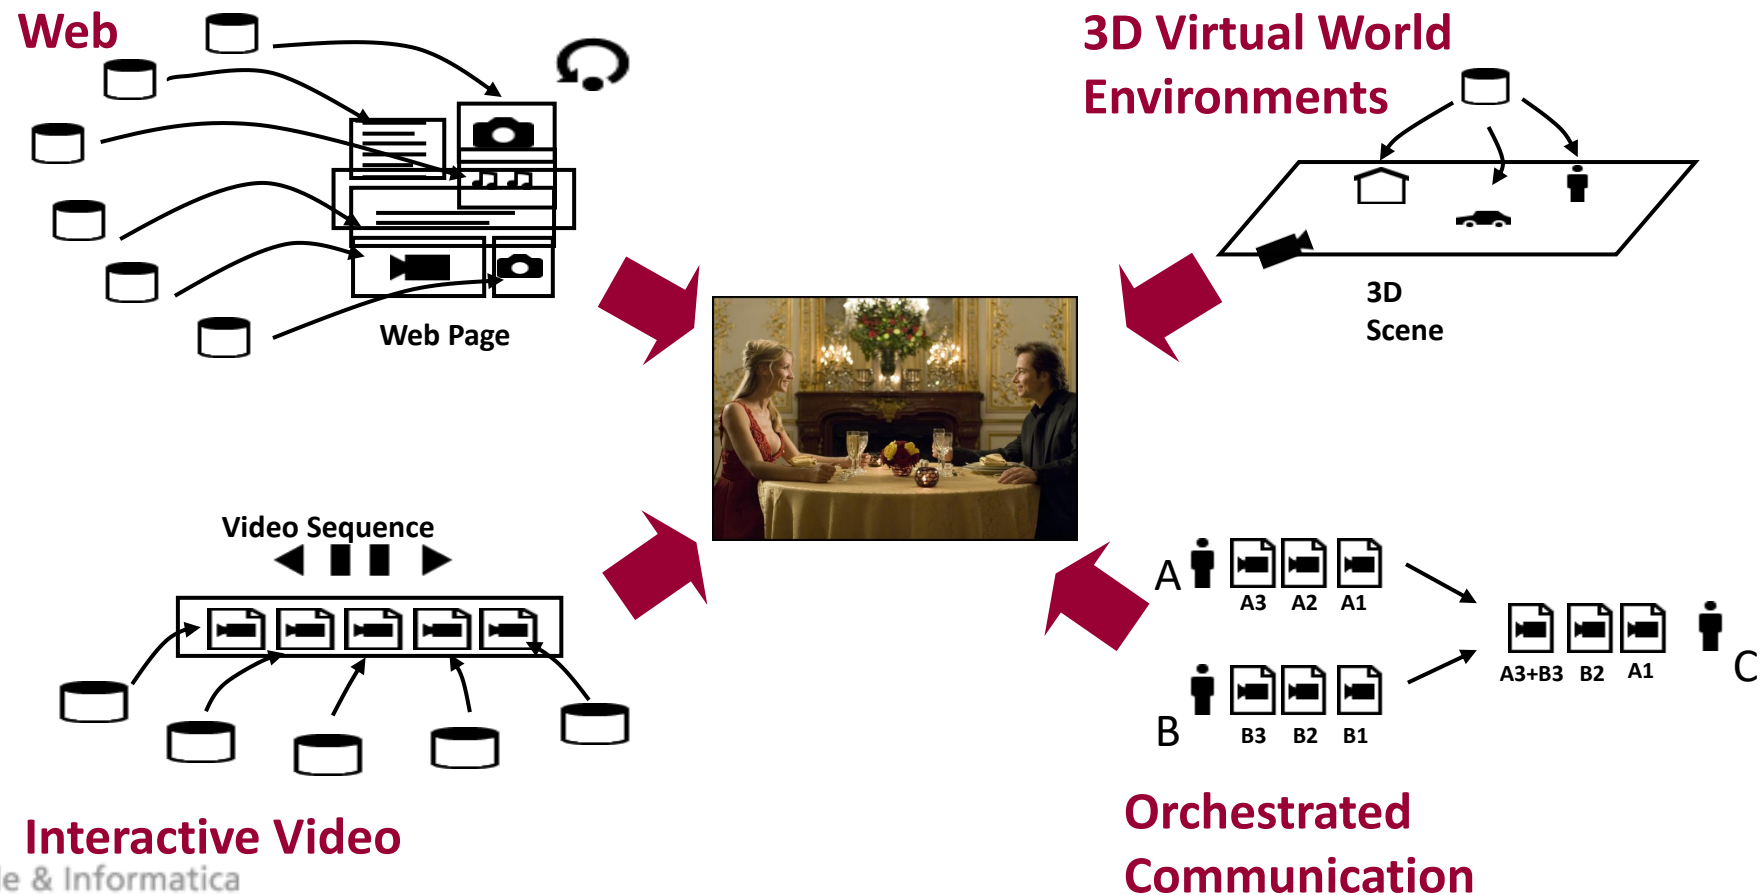 Web
Web Page
3D Virtual World
Environments
3D
Scene
Video Sequence
Interactive Video
& Informatica
A
A3 A2 A1
B
B3 B2 B1
A3+B3 B2 A1
C
Orchestrated
Communication